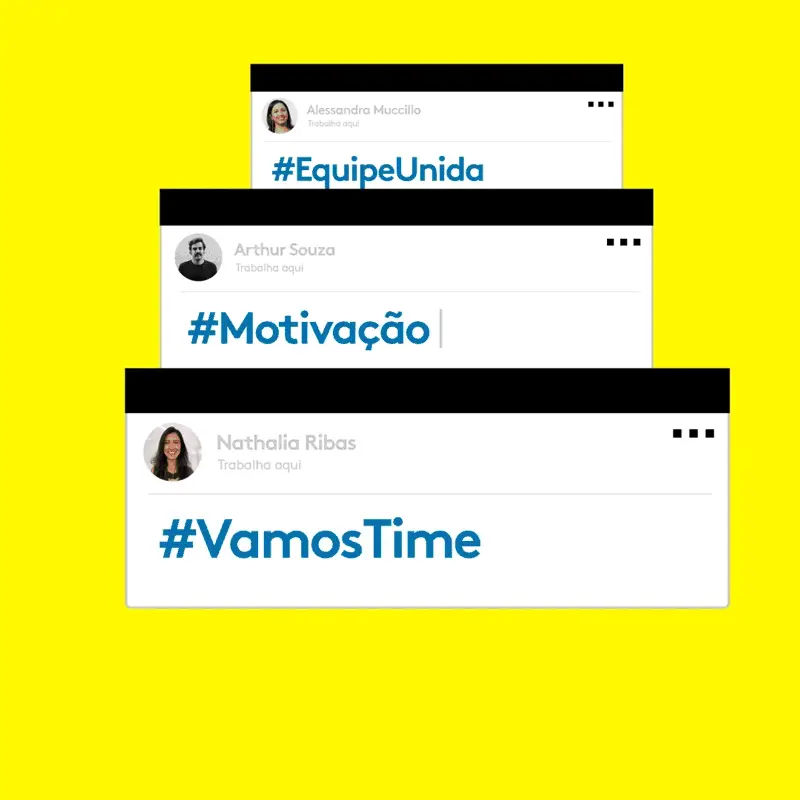 Alessandra Muccillo
Trabalha aqui
#EquipeUnida
Arthur Souza
Trabalha aqui
#Motivação
Nathalia Ribas
Trabalha aqui
#VamosTime